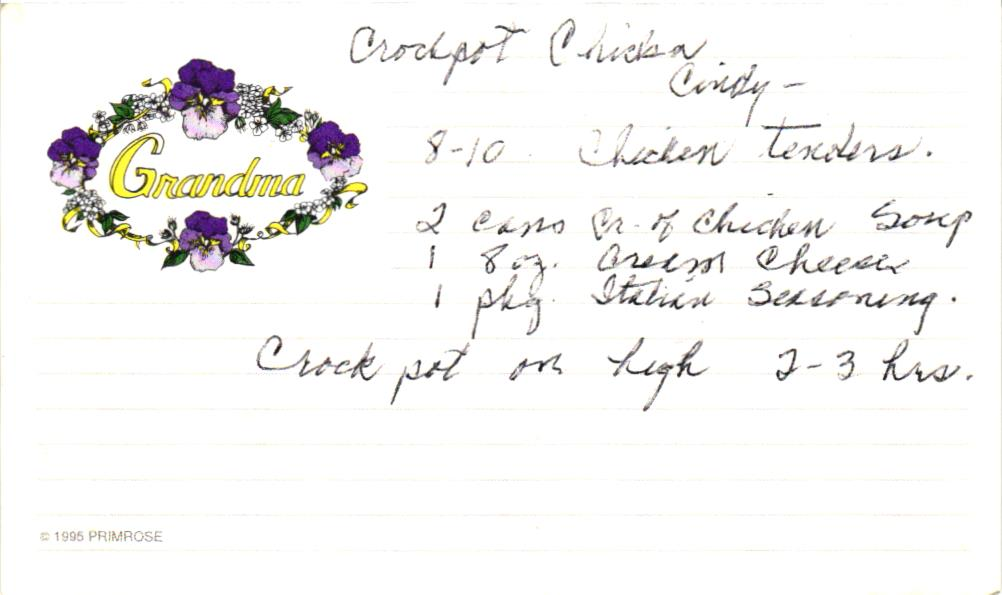 Crockpot Chicken
Cindy -
Grandma
8-10 Chicken Tenders.
2 cans Cr. of Chicken Soup
1 8 oz. Cream Cheese
1 pkg. Italian Seasoning.
Crock pot on high 2-3 hrs.
© 1995 PRIMROSE